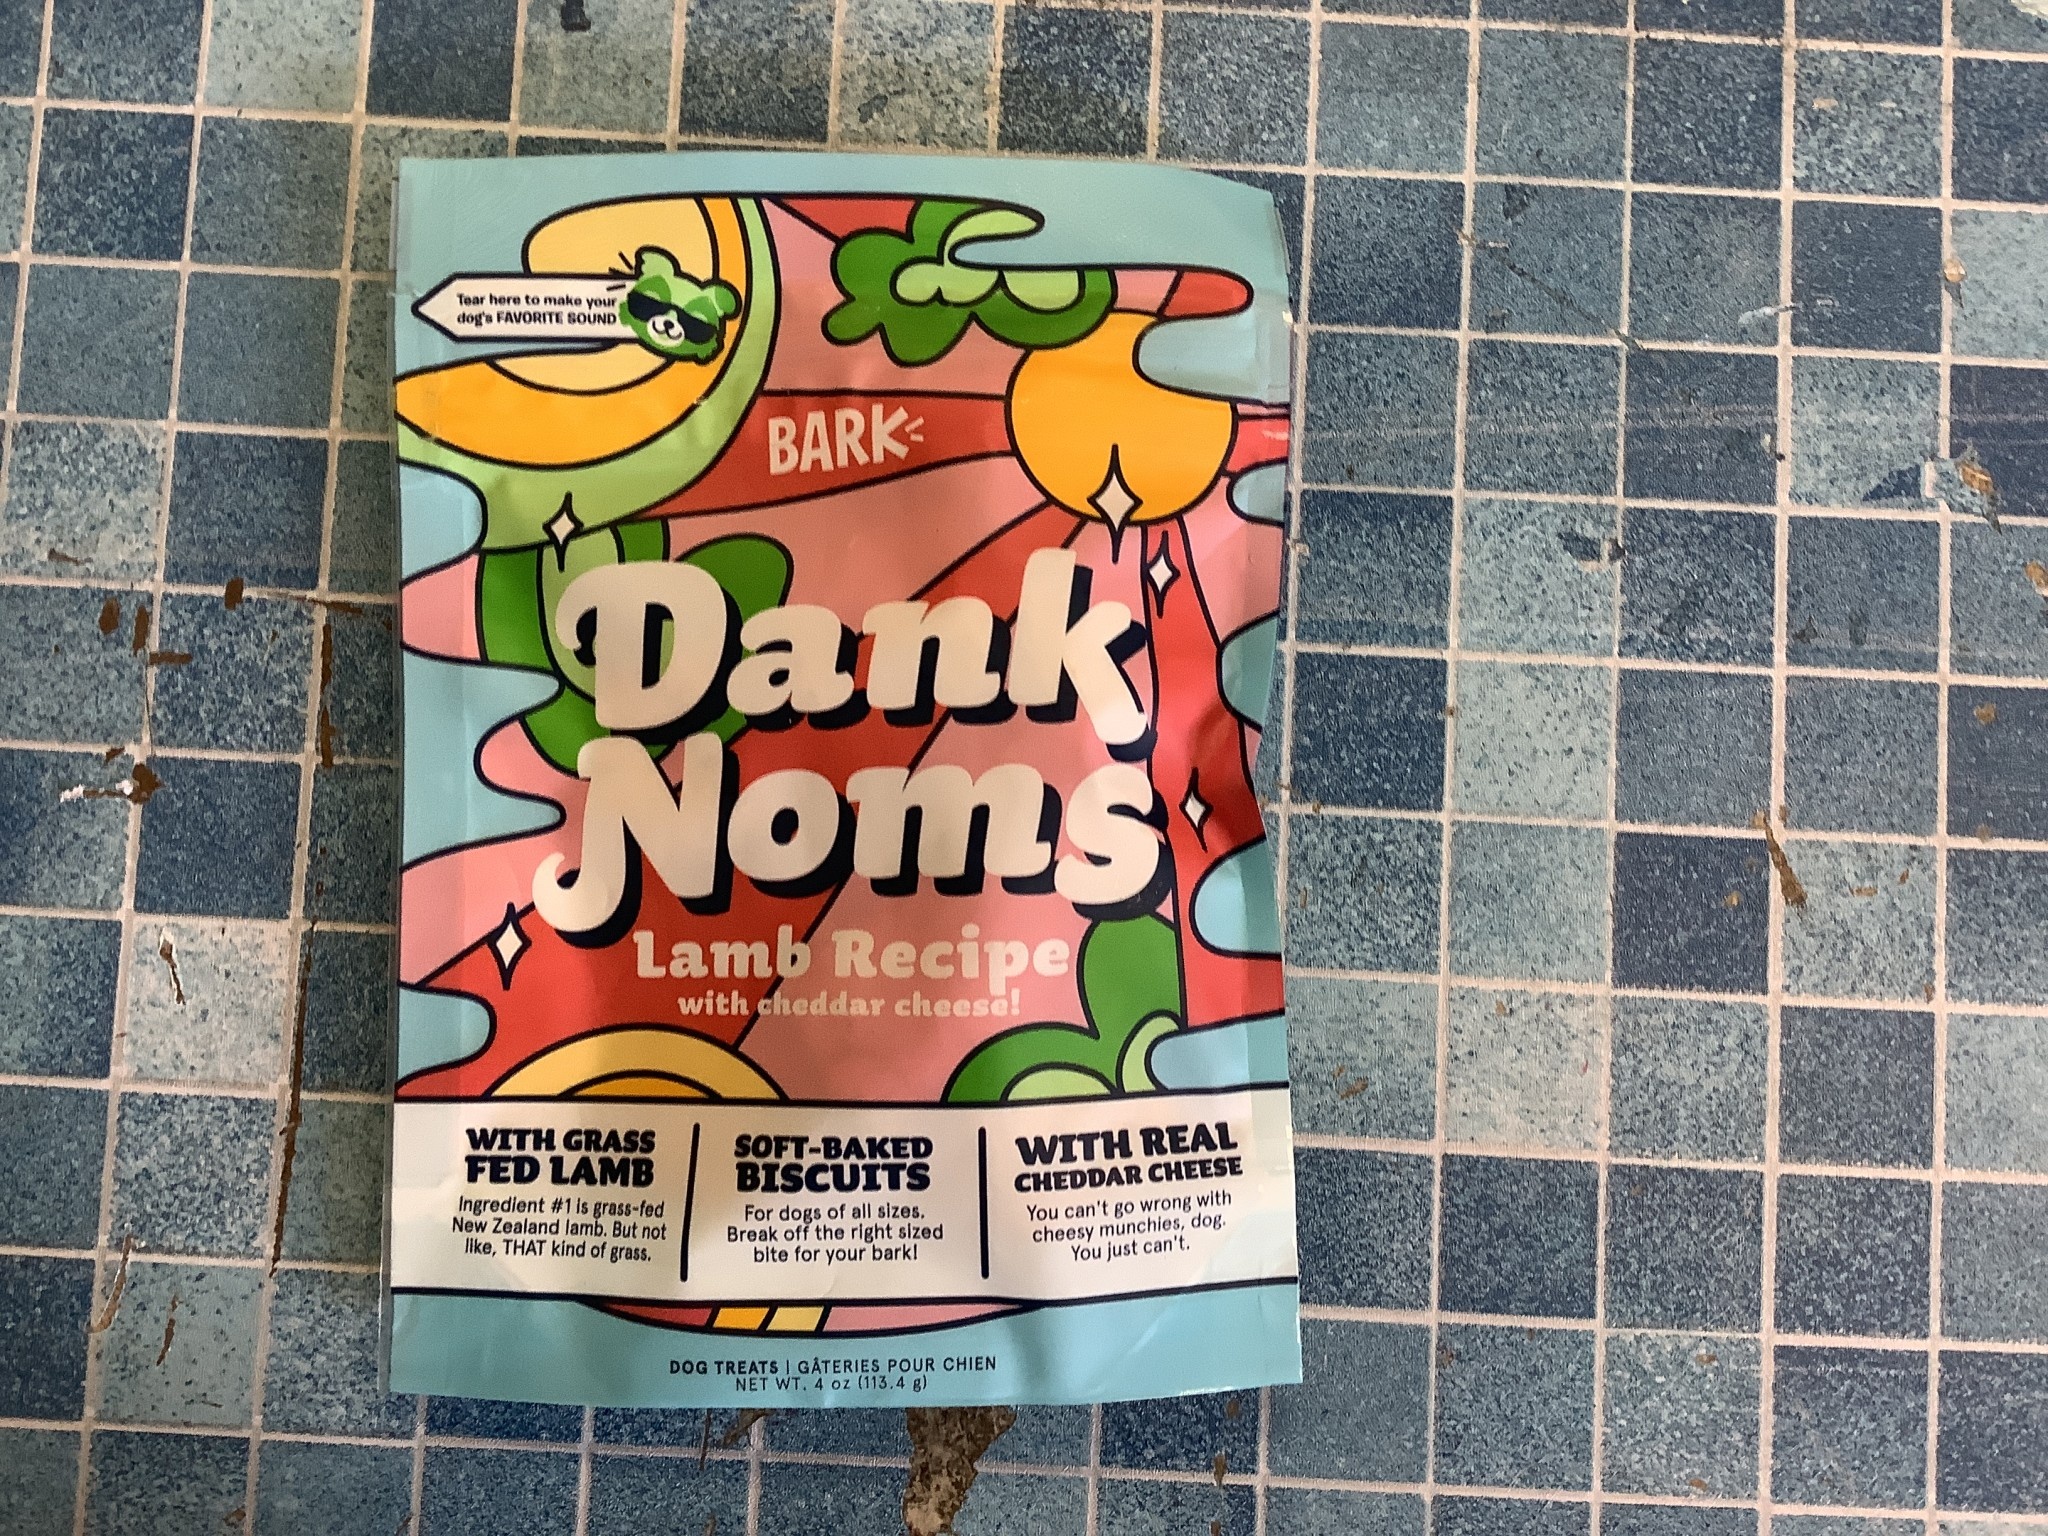 Tear here to make your
dog's FAVORITE SOUND
BARK
Dank
Noms
Lamb Recipe
with cheddar cheese!
WITH GRASS
FED LAMB
Ingredient #1 is grass-fed
New Zealand lamb. But not
like, THAT kind of grass.
SOFT-BAKED
BISCUITS
For dogs of all sizes.
Break off the right sized
bite for your bark!
WITH REAL
CHEDDAR CHEESE
You can't go wrong with
cheesy munchies, dog.
You just can't.
DOG TREATS | GÂTERIES POUR CHIEN
NET WT. 4 oz (113.4 g)